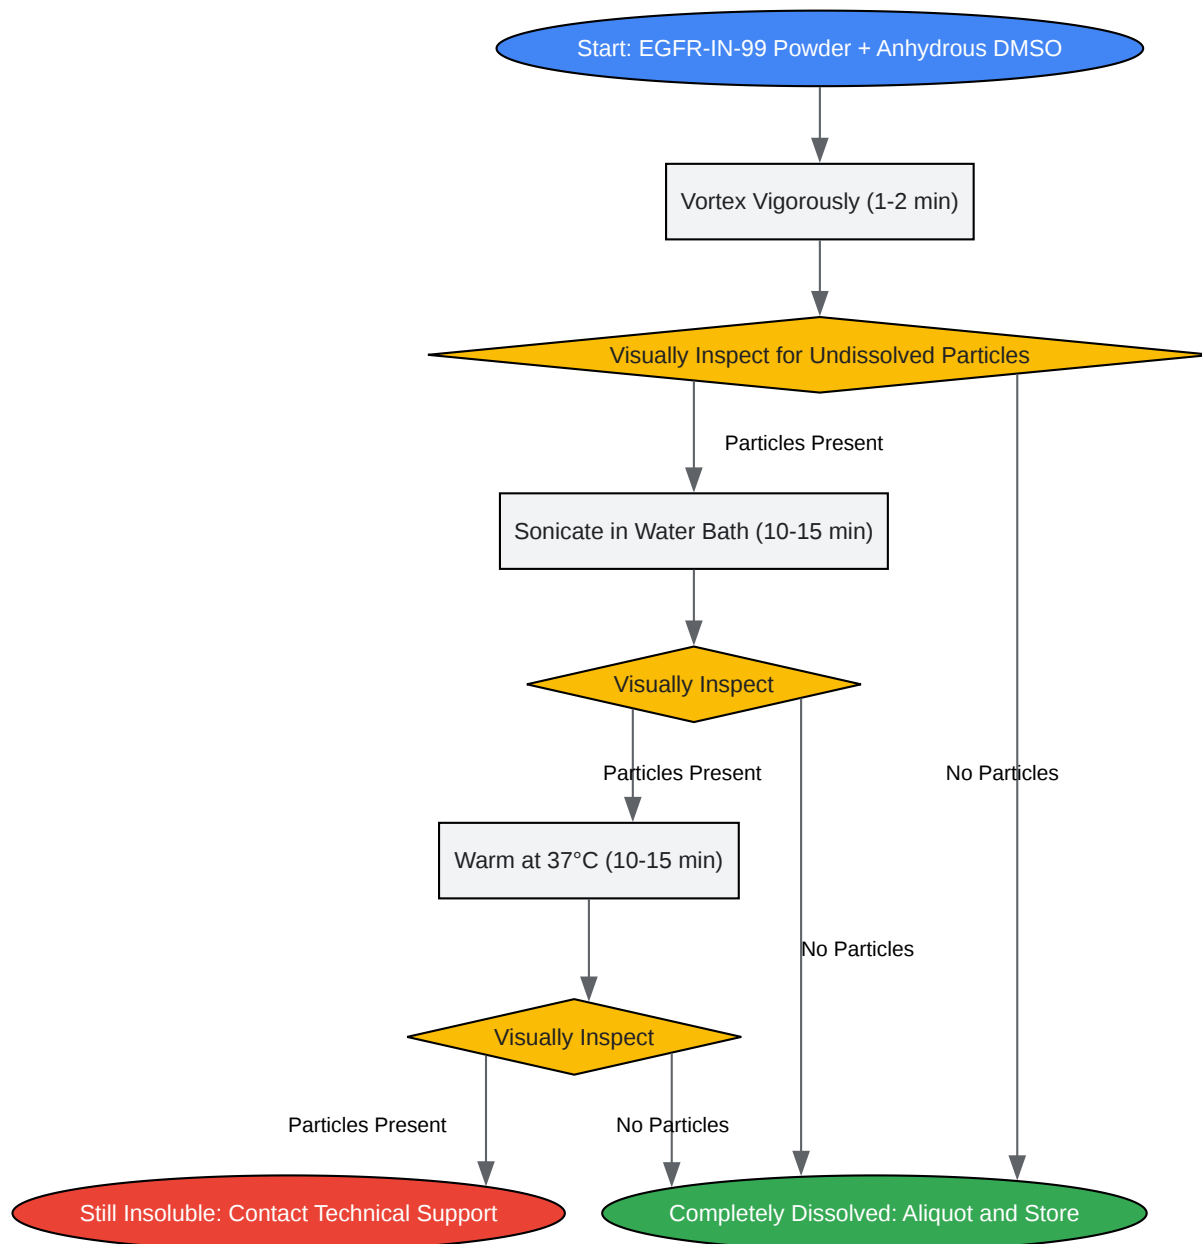 Start: EGFR-IN-99 Powder + Anhydrous DMSO
Vortex Vigorously (1-2 min)
Visually Inspect for Undissolved Particles
Particles Present
Sonicate in Water Bath (10-15 min)
Visually Inspect
Particles Present
No Particles
Warm at 37°C (10-15 min)
No Particles
Visually Inspect
Particles Present
No Particles
Still Insoluble: Contact Technical Support
Completely Dissolved: Aliquot and Store